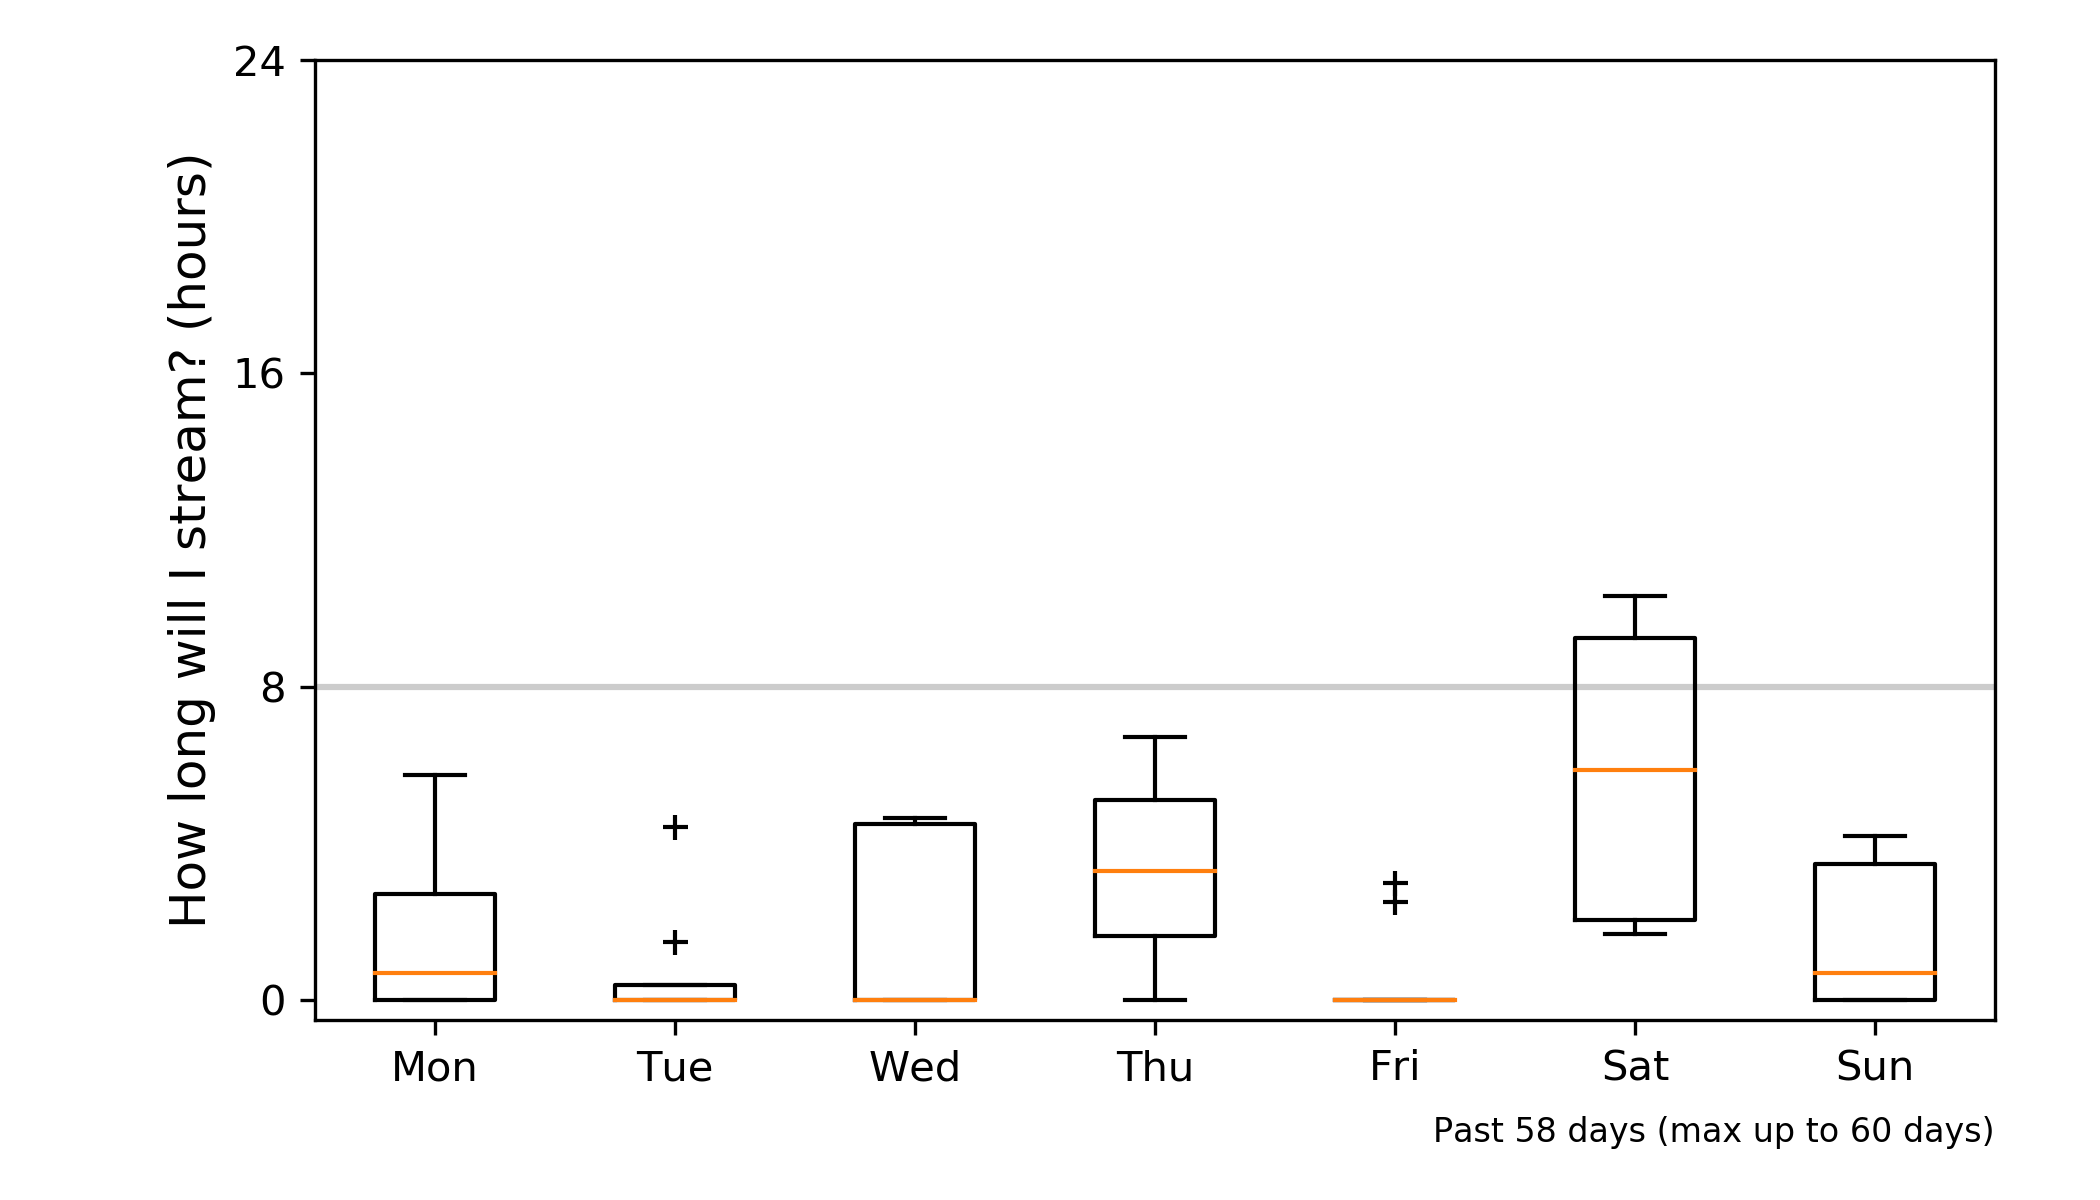 How long will I stream? (hours)
24
16
8
0
Mon Tue Wed Thu Fri Sat Sun
Past 58 days (max up to 60 days)